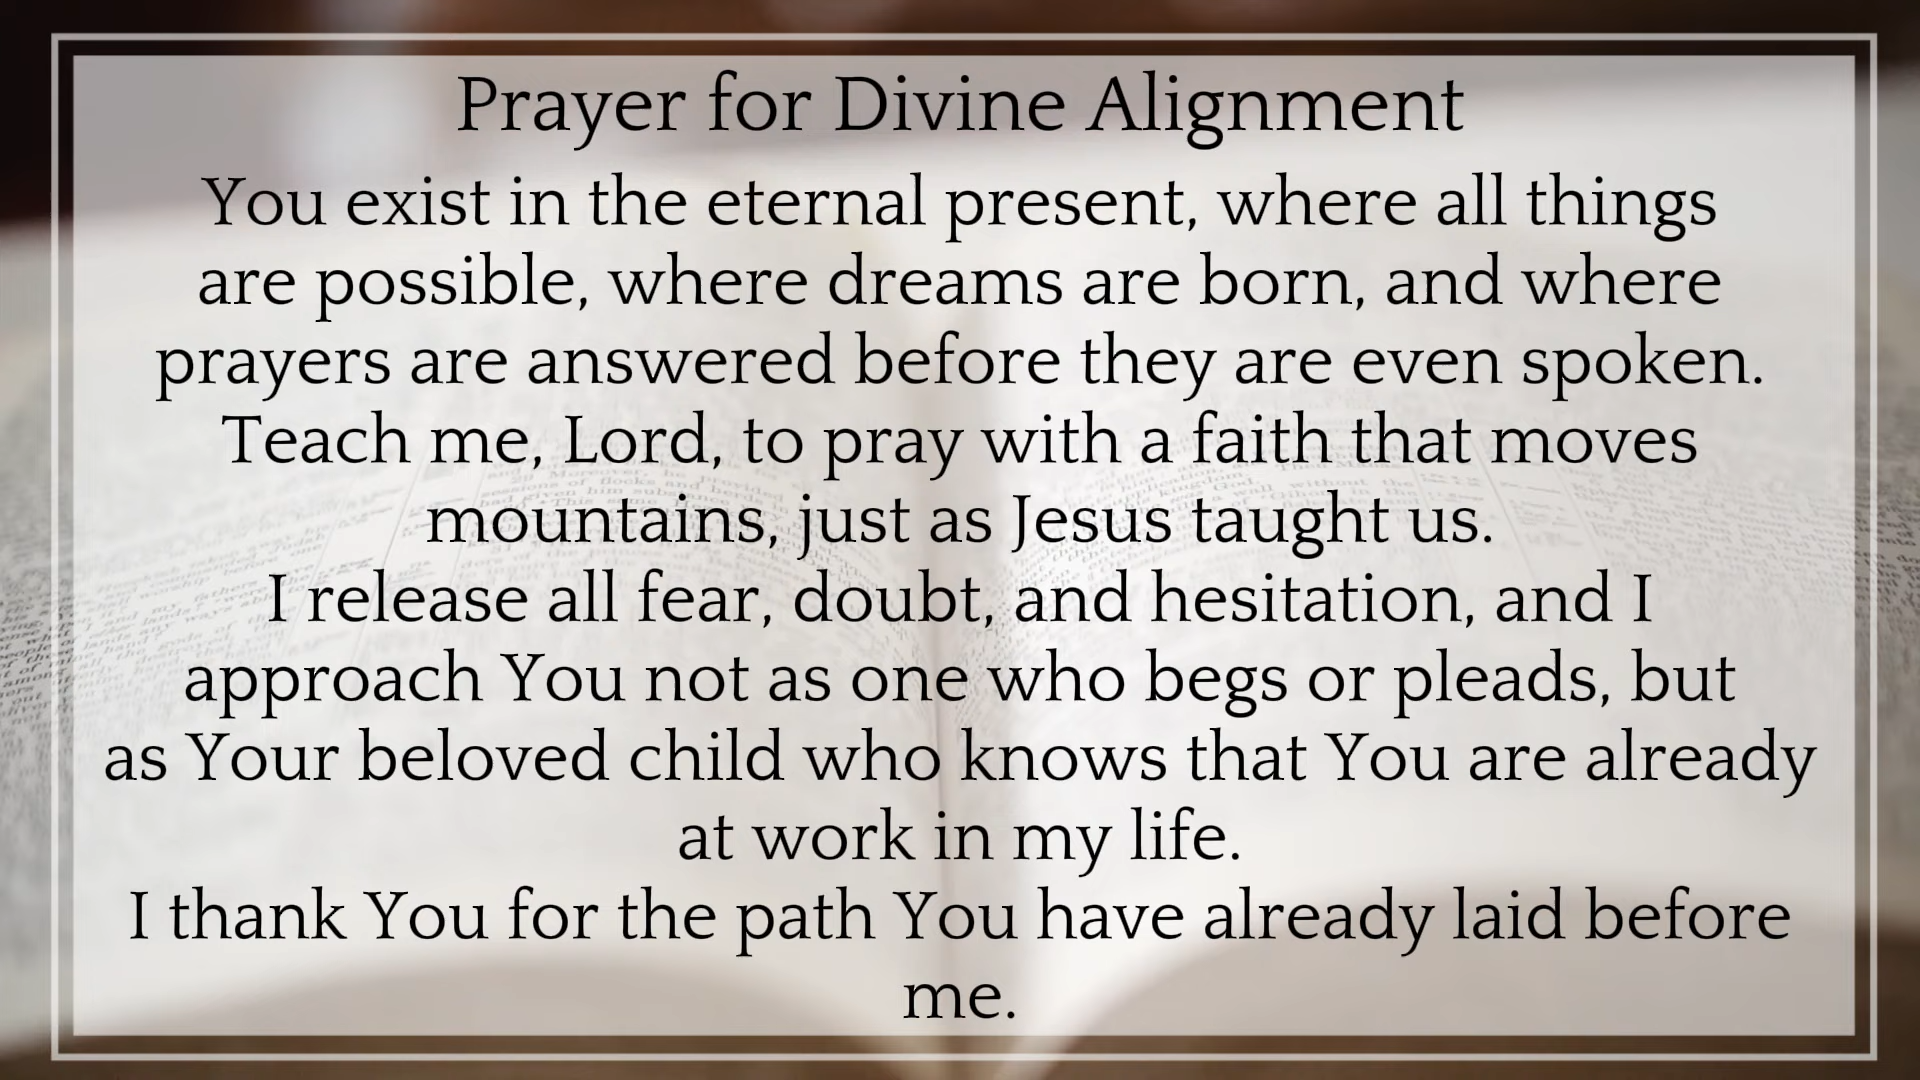 Prayer for Divine Alignment
You exist in the eternal present, where all things
are possible, where dreams are born, and where
prayers are answered before they are even spoken.
Teach me, Lord, to pray with a faith that moves
mountains, just as Jesus taught us.
I release all fear, doubt, and hesitation, and I
approach You not as one who begs or pleads, but
as Your beloved child who knows that You are already
at work in my life.
I thank You for the path You have already laid before
me.